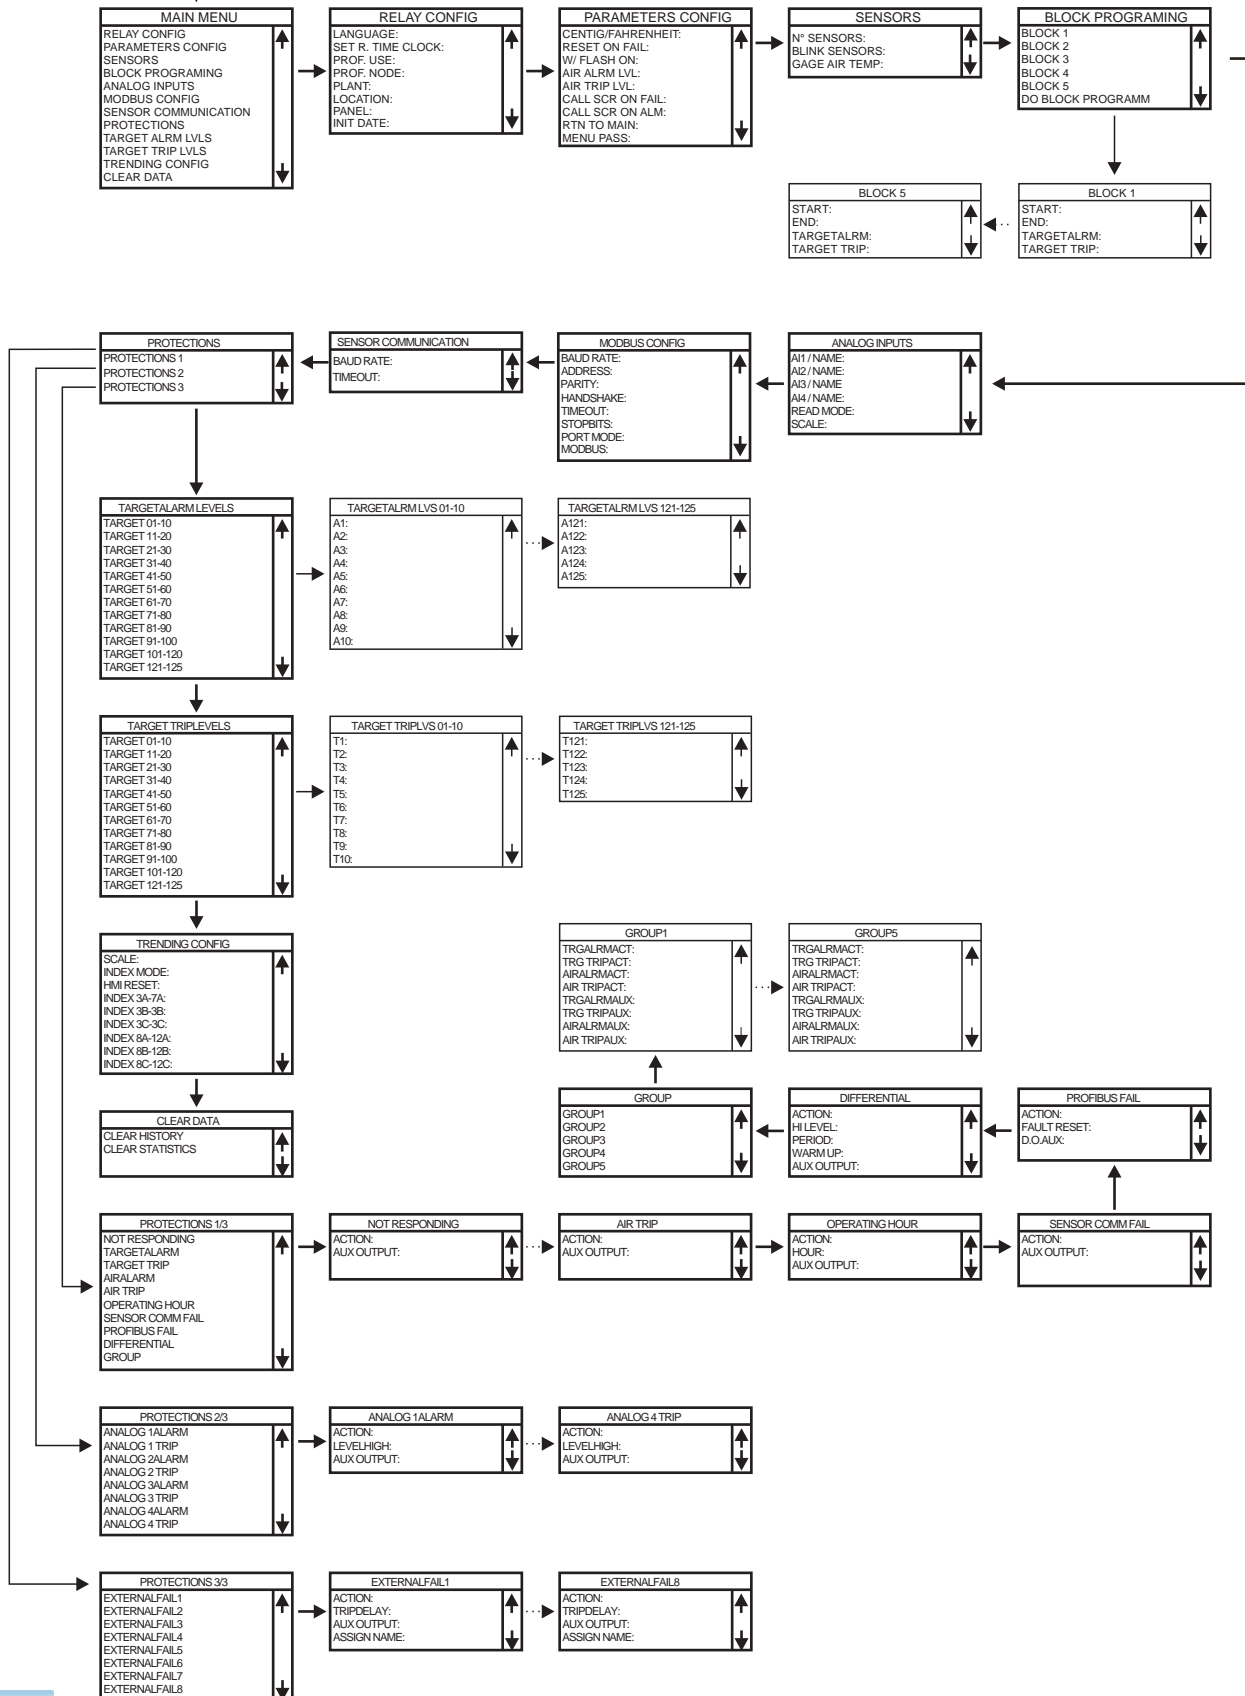 MAIN MENU
RELAY CONFIG
PARAMETERS CONFIG
SENSORS
BLOCK PROGRAMING
ANALOG INPUTS
MODBUS CONFIG
SENSOR COMMUNICATION
PROTECTIONS
TARGET ALRM LVLS
TARGET TRIP LVLS
TRENDING CONFIG
CLEAR DATA
RELAY CONFIG
LANGUAGE:
SET R. TIME CLOCK:
PROF. USE:
PROF. NODE:
PLANT:
LOCATION:
PANEL:
INIT DATE:
PARAMETERS CONFIG
CENTIG/FAHRENHEIT:
RESET ON FAIL:
W/ FLASH ON:
AIR ALRM LVL:
AIR TRIP LVL:
CALL SCR ON FAIL:
CALL SCR ON ALM:
RTN TO MAIN:
MENU PASS:
SENSORS
N° SENSORS:
BLINK SENSORS:
GAGE AIR TEMP:
BLOCK PROGRAMING
BLOCK 1
BLOCK 2
BLOCK 3
BLOCK 4
BLOCK 5
DO BLOCK PROGRAMM
BLOCK 5
START:
END:
TARGETALRM:
TARGET TRIP:
BLOCK 1
START:
END:
TARGETALRM:
TARGET TRIP:
PROTECTIONS
PROTECTIONS 1
PROTECTIONS 2
PROTECTIONS 3
SENSOR COMMUNICATION
BAUD RATE:
TIMEOUT:
MODBUS CONFIG
BAUD RATE:
ADDRESS:
PARITY:
HANDSHAKE:
TIMEOUT:
STOPBITS:
PORT MODE:
MODBUS:
ANALOG INPUTS
AI1 / NAME:
AI2 / NAME:
AI3 / NAME
AI4 / NAME:
READ MODE:
SCALE:
TARGETALARM LEVELS
TARGET 01-10
TARGET 11-20
TARGET 21-30
TARGET 31-40
TARGET 41-50
TARGET 51-60
TARGET 61-70
TARGET 71-80
TARGET 81-90
TARGET 91-100
TARGET 101-120
TARGET 121-125
TARGETALRM LVS 01-10
A1:
A2:
A3:
A4:
A5:
A6:
A7:
A8:
A9:
A10:
TARGETALRM LVS 121-125
A121:
A122:
A123:
A124:
A125:
TARGET TRIPLEVELS
TARGET 01-10
TARGET 11-20
TARGET 21-30
TARGET 31-40
TARGET 41-50
TARGET 51-60
TARGET 61-70
TARGET 71-80
TARGET 81-90
TARGET 91-100
TARGET 101-120
TARGET 121-125
TARGET TRIPLVS 01-10
T1:
T2:
T3:
T4:
T5:
T6:
T7:
T8:
T9:
T10:
TARGET TRIPLVS 121-125
T121:
T122:
T123:
T124:
T125:
TRENDING CONFIG
SCALE:
INDEX MODE:
HMI RESET:
INDEX 3A-7A:
INDEX 3B-3B:
INDEX 3C-3C:
INDEX 8A-12A:
INDEX 8B-12B:
INDEX 8C-12C:
GROUP1
TRGALRMACT:
TRG TRIPACT:
AIRALRMACT:
AIR TRIPACT:
TRGALRMAUX:
TRG TRIPAUX:
AIRALRMAUX:
AIR TRIPAUX:
GROUP5
TRGALRMACT:
TRG TRIPACT:
AIRALRMACT:
AIR TRIPACT:
TRGALRMAUX:
TRG TRIPAUX:
AIRALRMAUX:
AIR TRIPAUX:
CLEAR DATA
CLEAR HISTORY
CLEAR STATISTICS
GROUP
GROUP1
GROUP2
GROUP3
GROUP4
GROUP5
DIFFERENTIAL
ACTION:
HI LEVEL:
PERIOD:
WARM UP:
AUX OUTPUT:
PROFIBUS FAIL
ACTION:
FAULT RESET:
D.O.AUX:
PROTECTIONS 1/3
NOT RESPONDING
TARGETALARM
TARGET TRIP
AIRALARM
AIR TRIP
OPERATING HOUR
SENSOR COMM FAIL
PROFIBUS FAIL
DIFFERENTIAL
GROUP
NOT RESPONDING
ACTION:
AUX OUTPUT:
AIR TRIP
ACTION:
AUX OUTPUT:
OPERATING HOUR
ACTION:
HOUR:
AUX OUTPUT:
SENSOR COMM FAIL
ACTION:
AUX OUTPUT:
PROTECTIONS 2/3
ANALOG 1ALARM
ANALOG 1 TRIP
ANALOG 2ALARM
ANALOG 2 TRIP
ANALOG 3ALARM
ANALOG 3 TRIP
ANALOG 4ALARM
ANALOG 4 TRIP
ANALOG 1ALARM
ACTION:
LEVELHIGH:
AUX OUTPUT:
ANALOG 4 TRIP
ACTION:
LEVELHIGH:
AUX OUTPUT:
PROTECTIONS 3/3
EXTERNALFAIL1
EXTERNALFAIL2
EXTERNALFAIL3
EXTERNALFAIL4
EXTERNALFAIL5
EXTERNALFAIL6
EXTERNALFAIL7
EXTERNALFAIL8
EXTERNALFAIL1
ACTION:
TRIPDELAY:
AUX OUTPUT:
ASSIGN NAME:
EXTERNALFAIL8
ACTION:
TRIPDELAY:
AUX OUTPUT:
ASSIGN NAME: